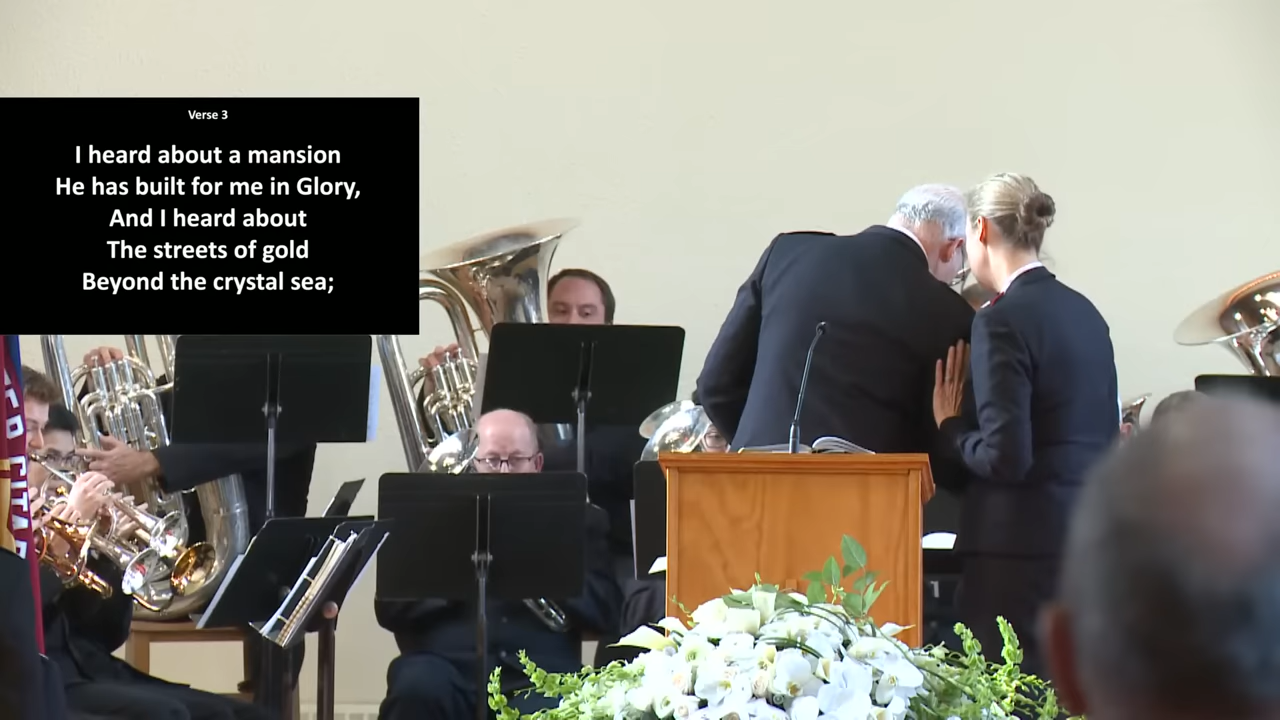 Verse 3
I heard about a mansion
He has built for me in Glory,
And I heard about
The streets of gold
Beyond the crystal sea;